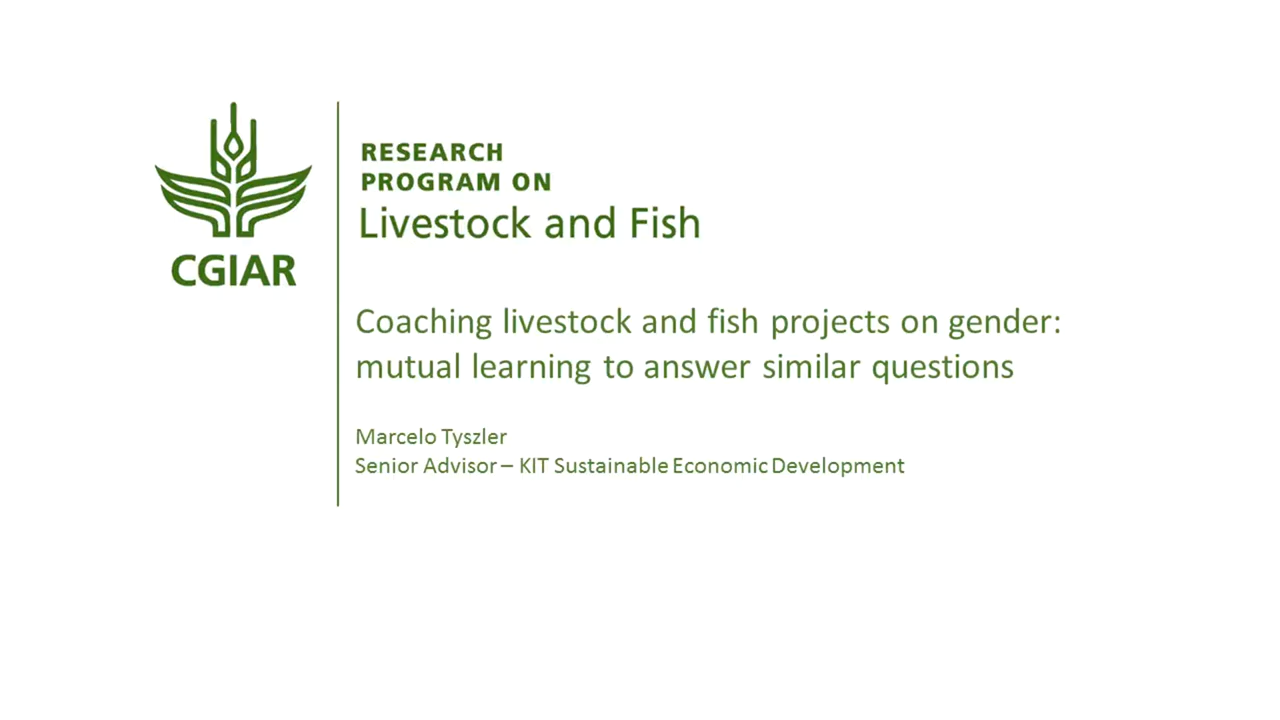 CGIAR
RESEARCH
PROGRAM ON
Livestock and Fish
Coaching livestock and fish projects on gender:
mutual learning to answer similar questions
Marcelo Tyszler
Senior Advisor – KIT Sustainable Economic Development